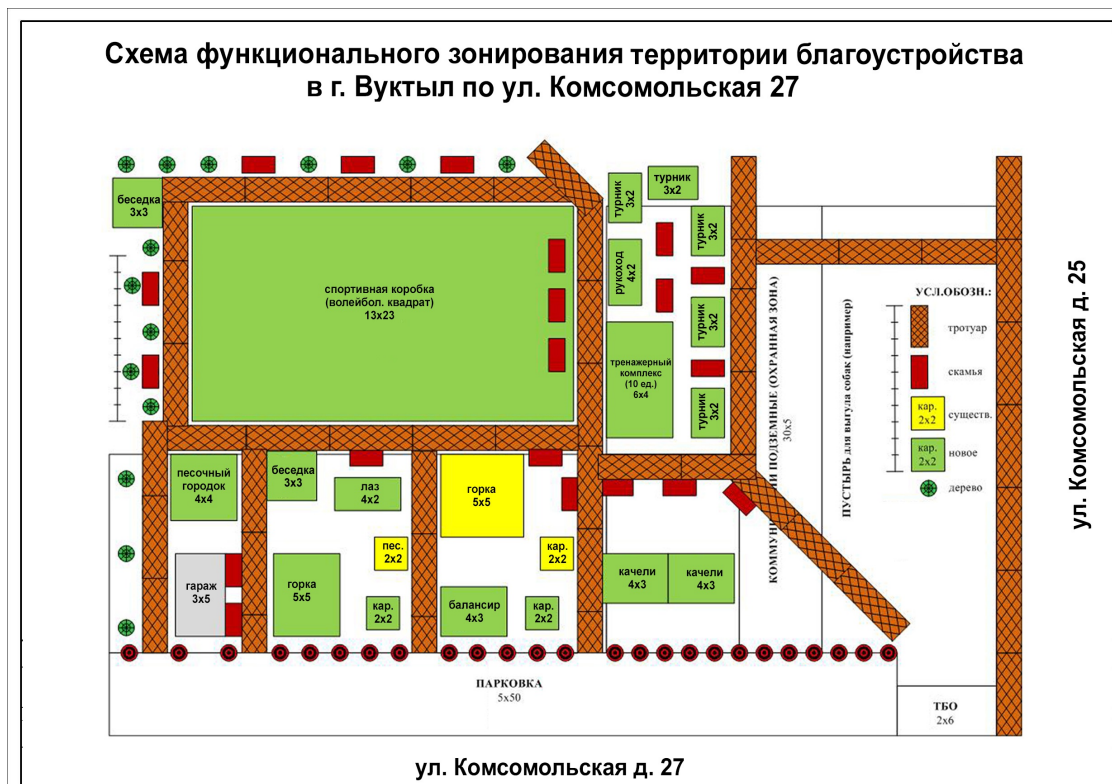 Схема функционального зонирования территории благоустройства
в г. Вуктыл по ул. Комсомольская 27
беседка
3х3
турник
3х2
турник
3х2
турник
3х2
рукоход
4х2
спортивная коробка
(волейбол. квадрат)
13х23
турник
3х2
тренажерный
комплекс
(10 ед.)
6х4
турник
3х2
(ОХРАННАЯ ЗОНА)
30х5
ПУСТЫРЬ для выгула собак (например)
УСЛ.ОБОЗН.:
тротуар
скамья
кар.
2х2
существ.
кар.
2х2
новое
дерево
ул. Комсомольская д. 25
песочный
городок
4х4
беседка
3х3
лаз
4х2
горка
5х5
пес.
2х2
кар.
2х2
гараж
3х5
горка
5х5
кар.
2х2
балансир
4х3
кар.
2х2
качели
4х3
качели
4х3
ПОДЗЕМНЫЕ
ПАРКОВКА
5х50
ТБО
2х6
ул. Комсомольская д. 27